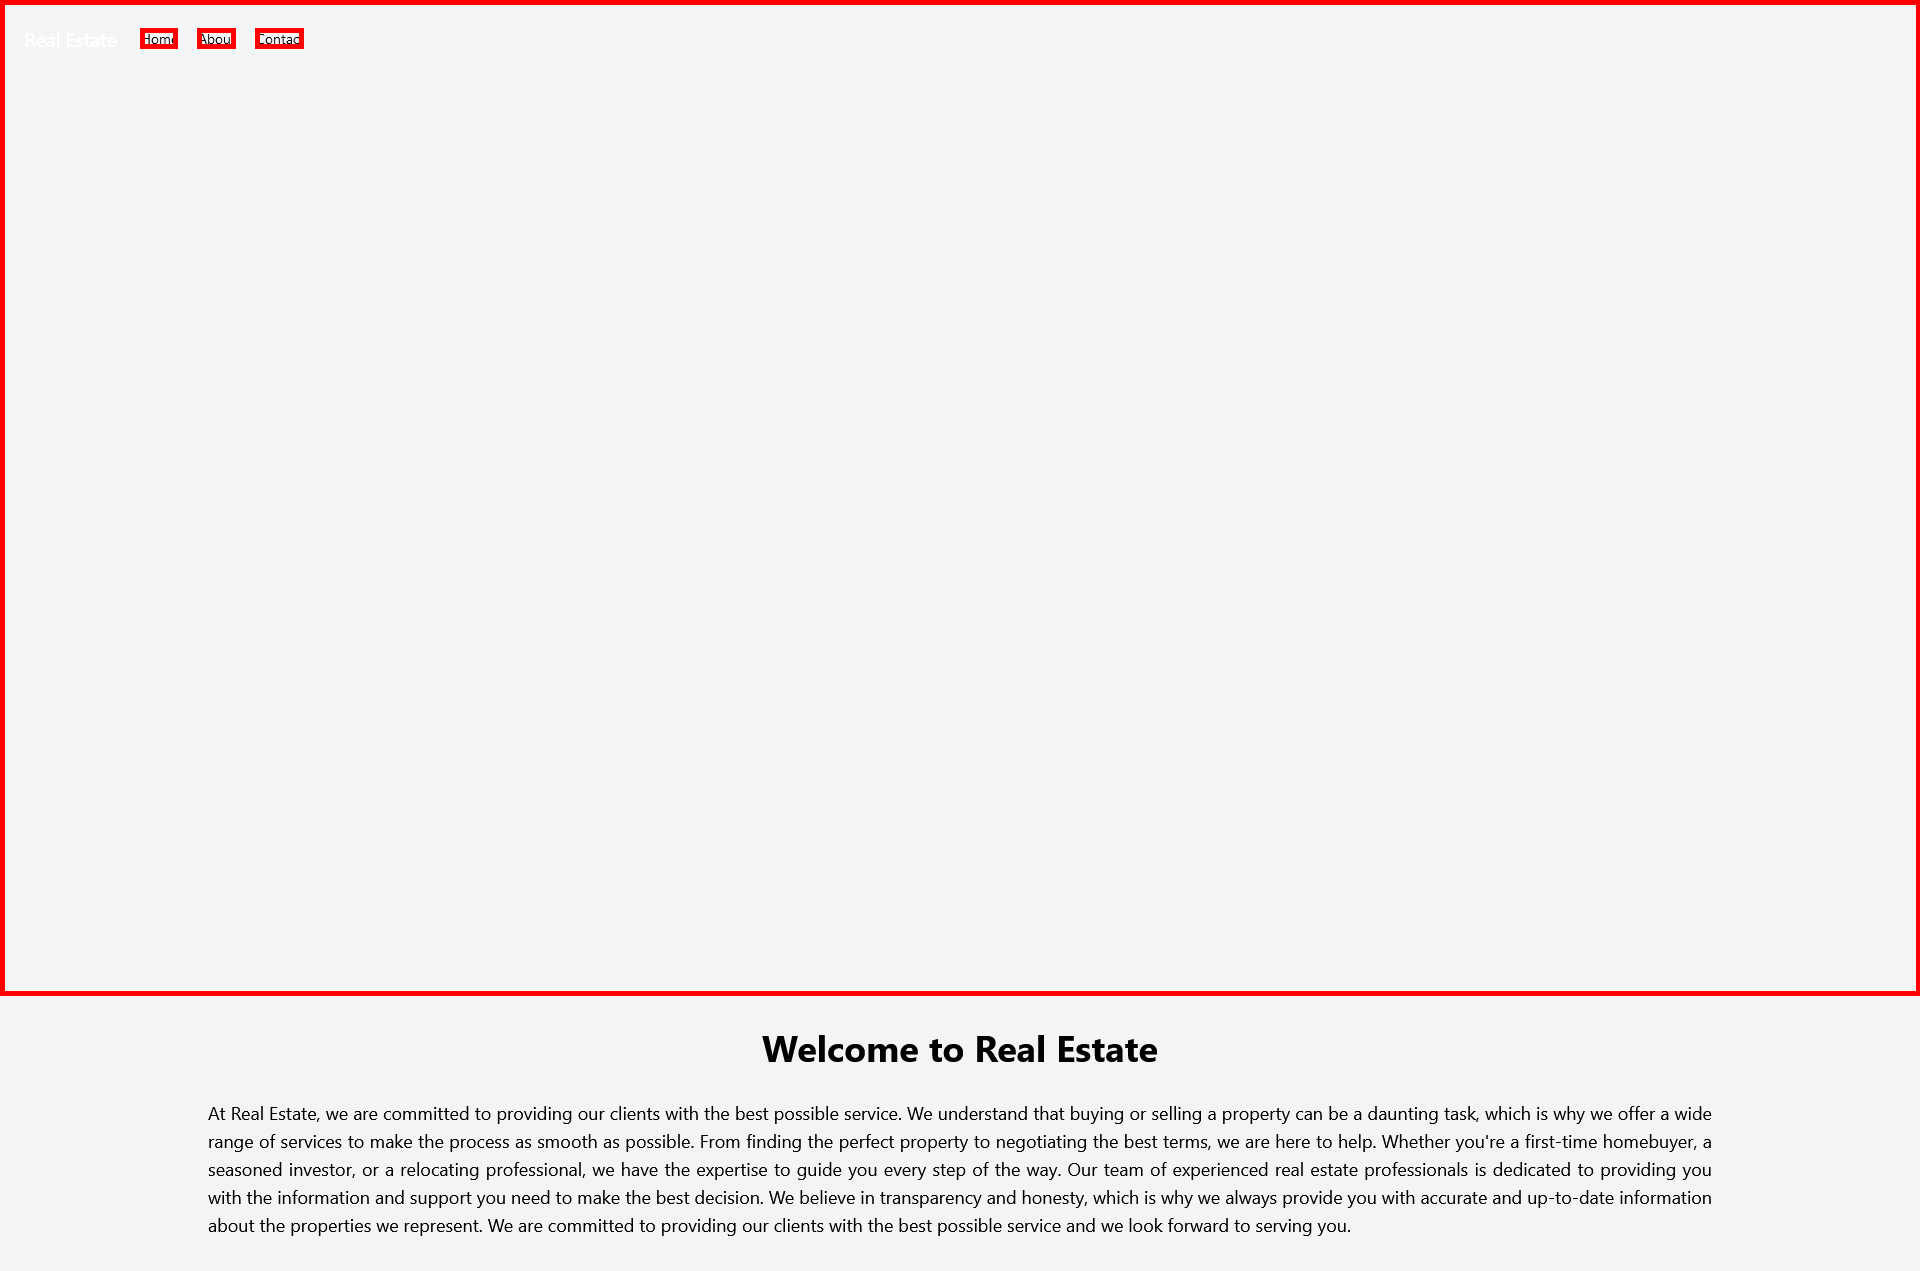 Real Estate Home About Contact
Welcome to Real Estate
At Real Estate, we are committed to providing our clients with the best possible service. We understand that buying or selling a property can be a daunting task, which is why we offer a wide
range of services to make the process as smooth as possible. From finding the perfect property to negotiating the best terms, we are here to help. Whether you're a first-time homebuyer, a
seasoned investor, or a relocating professional, we have the expertise to guide you every step of the way. Our team of experienced real estate professionals is dedicated to providing you
with the information and support you need to make the best decision. We believe in transparency and honesty, which is why we always provide you with accurate and up-to-date information
about the properties we represent. We are committed to providing our clients with the best possible service and we look forward to serving you.